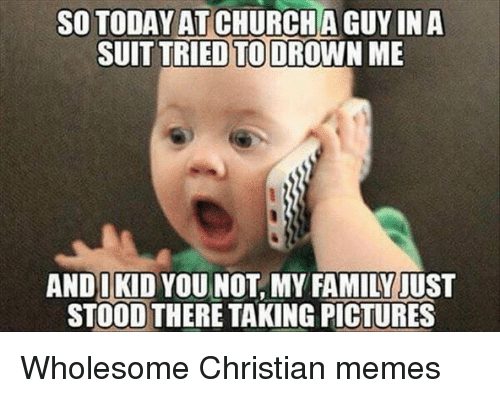 SO TODAY AT CHURCH A GUY IN A
SUIT TRIED TO DROWN ME
AND I KID YOU NOT, MY FAMILY JUST
STOOD THERE TAKING PICTURES
Wholesome Christian memes